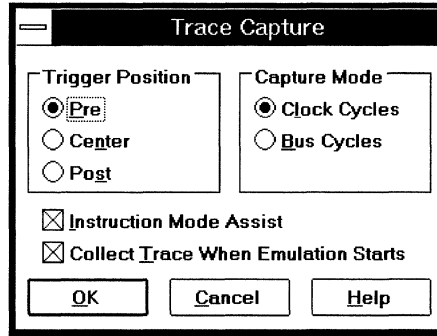 Trace Capture
Trigger Position
Pre
Center
Post
Capture Mode
Clock Cycles
Bus Cycles
Instruction Mode Assist
Collect Trace When Emulation Starts
OK
Cancel
Help